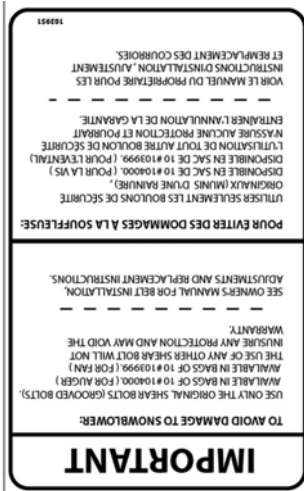 IMPORTANT
TO AVOID DAMAGE TO SNOWBLOWER:
USE ONLY THE ORIGINAL SHEAR BOLTS (GROOVED BOLTS).
AVAILABLE IN BAGS OF 10 #104000. ( FOR AUGER )
AVAILABLE IN BAGS OF 10 #103999. ( FOR FAN )
THE USE OF ANY OTHER SHEAR BOLT WILL NOT
INSURE ANY PROTECTION AND MAY VOID THE
WARRANTY.
SEE OWNER'S MANUAL FOR BELT INSTALLATION,
ADJUSTMENTS AND REPLACEMENT INSTRUCTIONS.
POUR ÉVITER DES DOMMAGES À LA SOUFFLEUSE:
UTILISER SEULEMENT LES BOULONS DE SÉCURITÉ
ORIGINAUX (MUNIS D'UNE RAINURE) ,
DISPONIBLE EN SAC DE 10 #104000. ( POUR LA VIS )
DISPONIBLE EN SAC DE 10 #103999. ( POUR L'ÉVENTAIL)
L'UTILISATION DE TOUT AUTRE BOULON DE SÉCURITÉ
N'ASSURE AUCUNE PROTECTION ET POURRAIT
ENTRAÎNER L'ANNULATION DE LA GARANTIE.
VOIR LE MANUEL DU PROPRIÉTAIRE POUR LES
INSTRUCTIONS D'INSTALLATION , AJUSTEMENT
ET REMPLACEMENT DES COURROIES.
103951